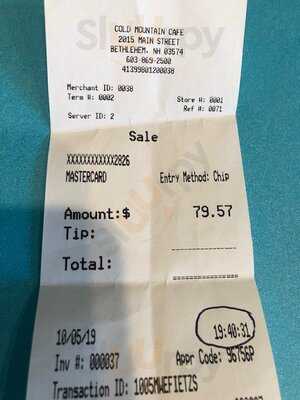 COLD MOUNTAIN CAFE
2015 MAIN STREET
BETHLEHEM, NH 03574
603-869-2500
41399801200038
Merchant ID: 0038
Term #: 0002 Store #: 0001
Ref #: 0071
Server ID: 2
Sale
XXXXXXXXXXXX2826
MASTERCARD Entry Method: Chip
Amount:$ 79.57
Tip:
Total:
10/05/19 19:40:31
Inv #: 000037 Appr Code: 96756P
Transaction ID: 1005MWEFIETZS